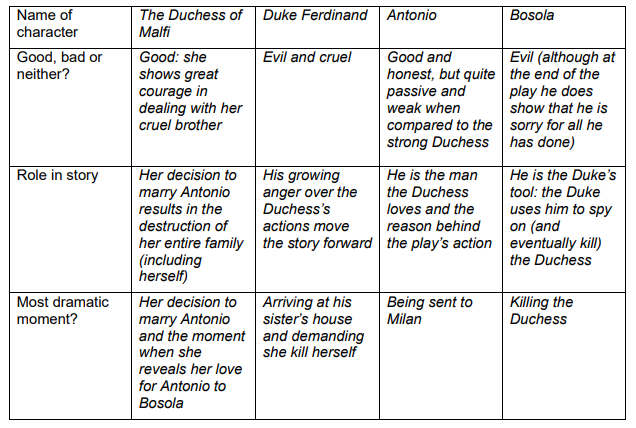 Name of
character
The Duchess of
Malfi
Duke Ferdinand
Antonio
Bosola
Good, bad or
neither?
Good: she
shows great
courage in
dealing with her
cruel brother
Evil and cruel
Good and
honest, but quite
passive and
weak when
compared to the
strong Duchess
Evil (although at
the end of the
play he does
show that he is
sorry for all he
has done)
Role in story
Her decision to
marry Antonio
results in the
destruction of
her entire family
(including
herself)
His growing
anger over the
Duchess's
actions move
the story forward
He is the man
the Duchess
loves and the
reason behind
the play's action
He is the Duke's
tool: the Duke
uses him to spy
on (and
eventually kill)
the Duchess
Most dramatic
moment?
Her decision to
marry Antonio
and the moment
when she
reveals her love
for Antonio to
Bosola
Arriving at his
sister's house
and demanding
she kill herself
Being sent to
Milan
Killing the
Duchess